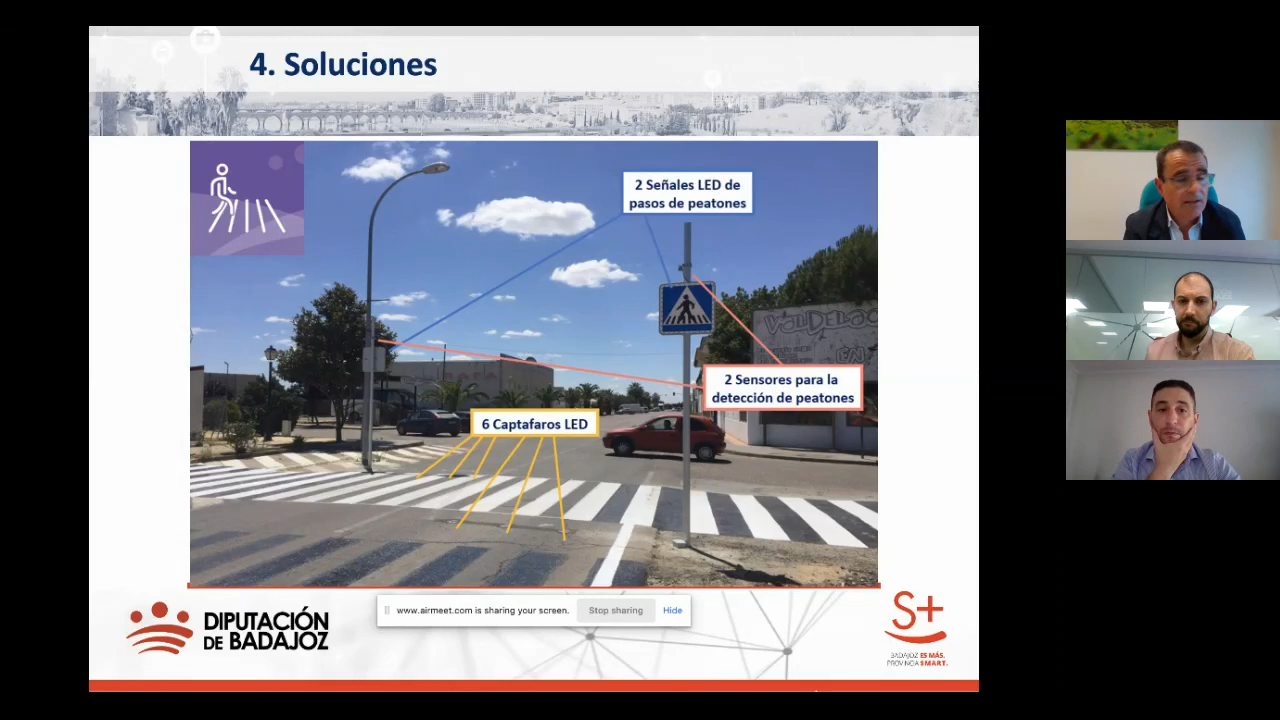 4. Soluciones
2 Señales LED de
pasos de peatones
2 Sensores para la
detección de peatones
6 Captafaros LED
DIPUTACIÓN
DE BADAJOZ
www.airmeet.com is sharing your screen.
Stop sharing
Hide
S+
BADAJOZ ES MÁS.
PROVINCIA SMART.